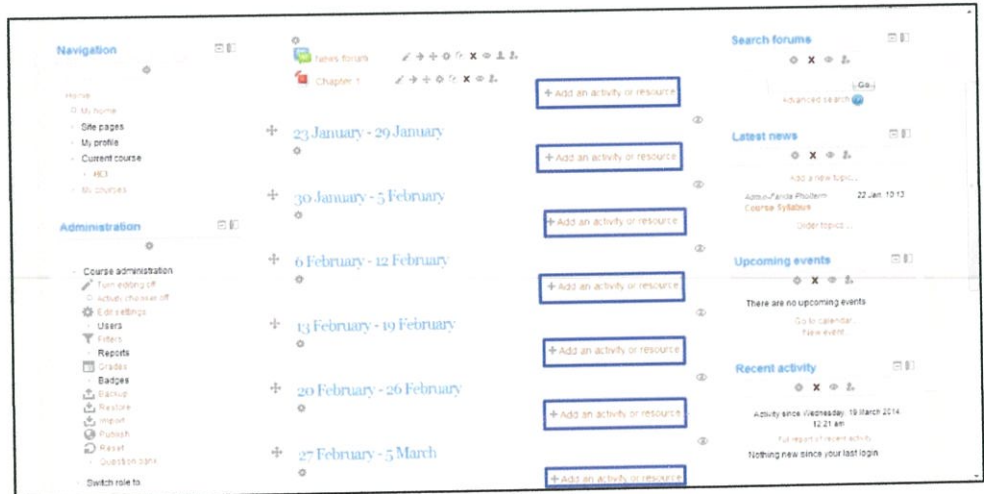 Navigation
Home
My home
Site pages
My profile
Current course
HCI
My courses
Administration
Course administration
Turn editing off
Activity chooser off
Edit settings
Users
Filters
Reports
Grades
Badges
Backup
Restore
Import
Publish
Reset
Question bank
Switch role to
News forum
Chapter 1
+ Add an activity or resource
23 January - 29 January
+ Add an activity or resource
30 January - 5 February
+ Add an activity or resource
6 February - 12 February
+ Add an activity or resource
13 February - 19 February
+ Add an activity or resource
20 February - 26 February
+ Add an activity or resource
27 February - 5 March
+ Add an activity or resource
Search forums
Go
Advanced search
Latest news
Add a new topic...
22 Jan, 10:13
Course Syllabus
Older topics ...
Upcoming events
There are no upcoming events
Go to calendar...
New event...
Recent activity
Activity since Wednesday, 19 March 2014,
12:21 am
Full report of recent activity
Nothing new since your last login